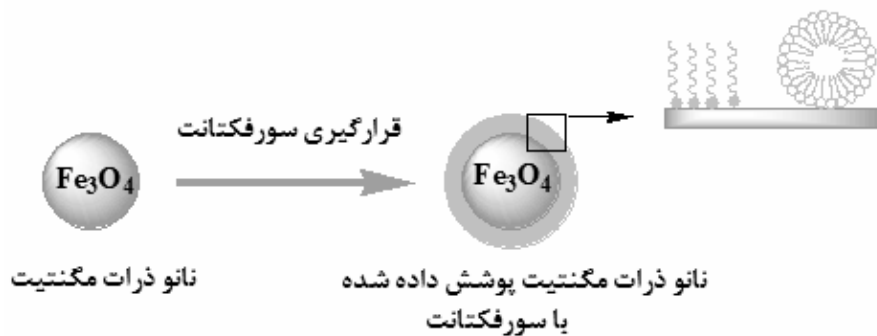 قرارگیری سورفکتانت
Fe₃O₄
Fe₃O₄
نانو ذرات مگنتیت
نانو ذرات مگنتیت پوشش داده شده
با سورفکتانت